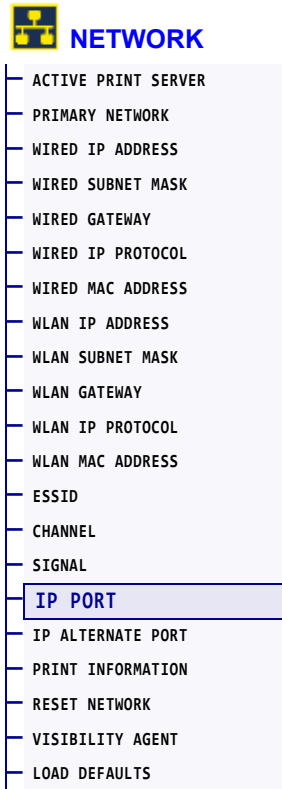 NETWORK
ACTIVE PRINT SERVER
PRIMARY NETWORK
WIRED IP ADDRESS
WIRED SUBNET MASK
WIRED GATEWAY
WIRED IP PROTOCOL
WIRED MAC ADDRESS
WLAN IP ADDRESS
WLAN SUBNET MASK
WLAN GATEWAY
WLAN IP PROTOCOL
WLAN MAC ADDRESS
ESSID
CHANNEL
SIGNAL
IP PORT
IP ALTERNATE PORT
PRINT INFORMATION
RESET NETWORK
VISIBILITY AGENT
LOAD DEFAULTS